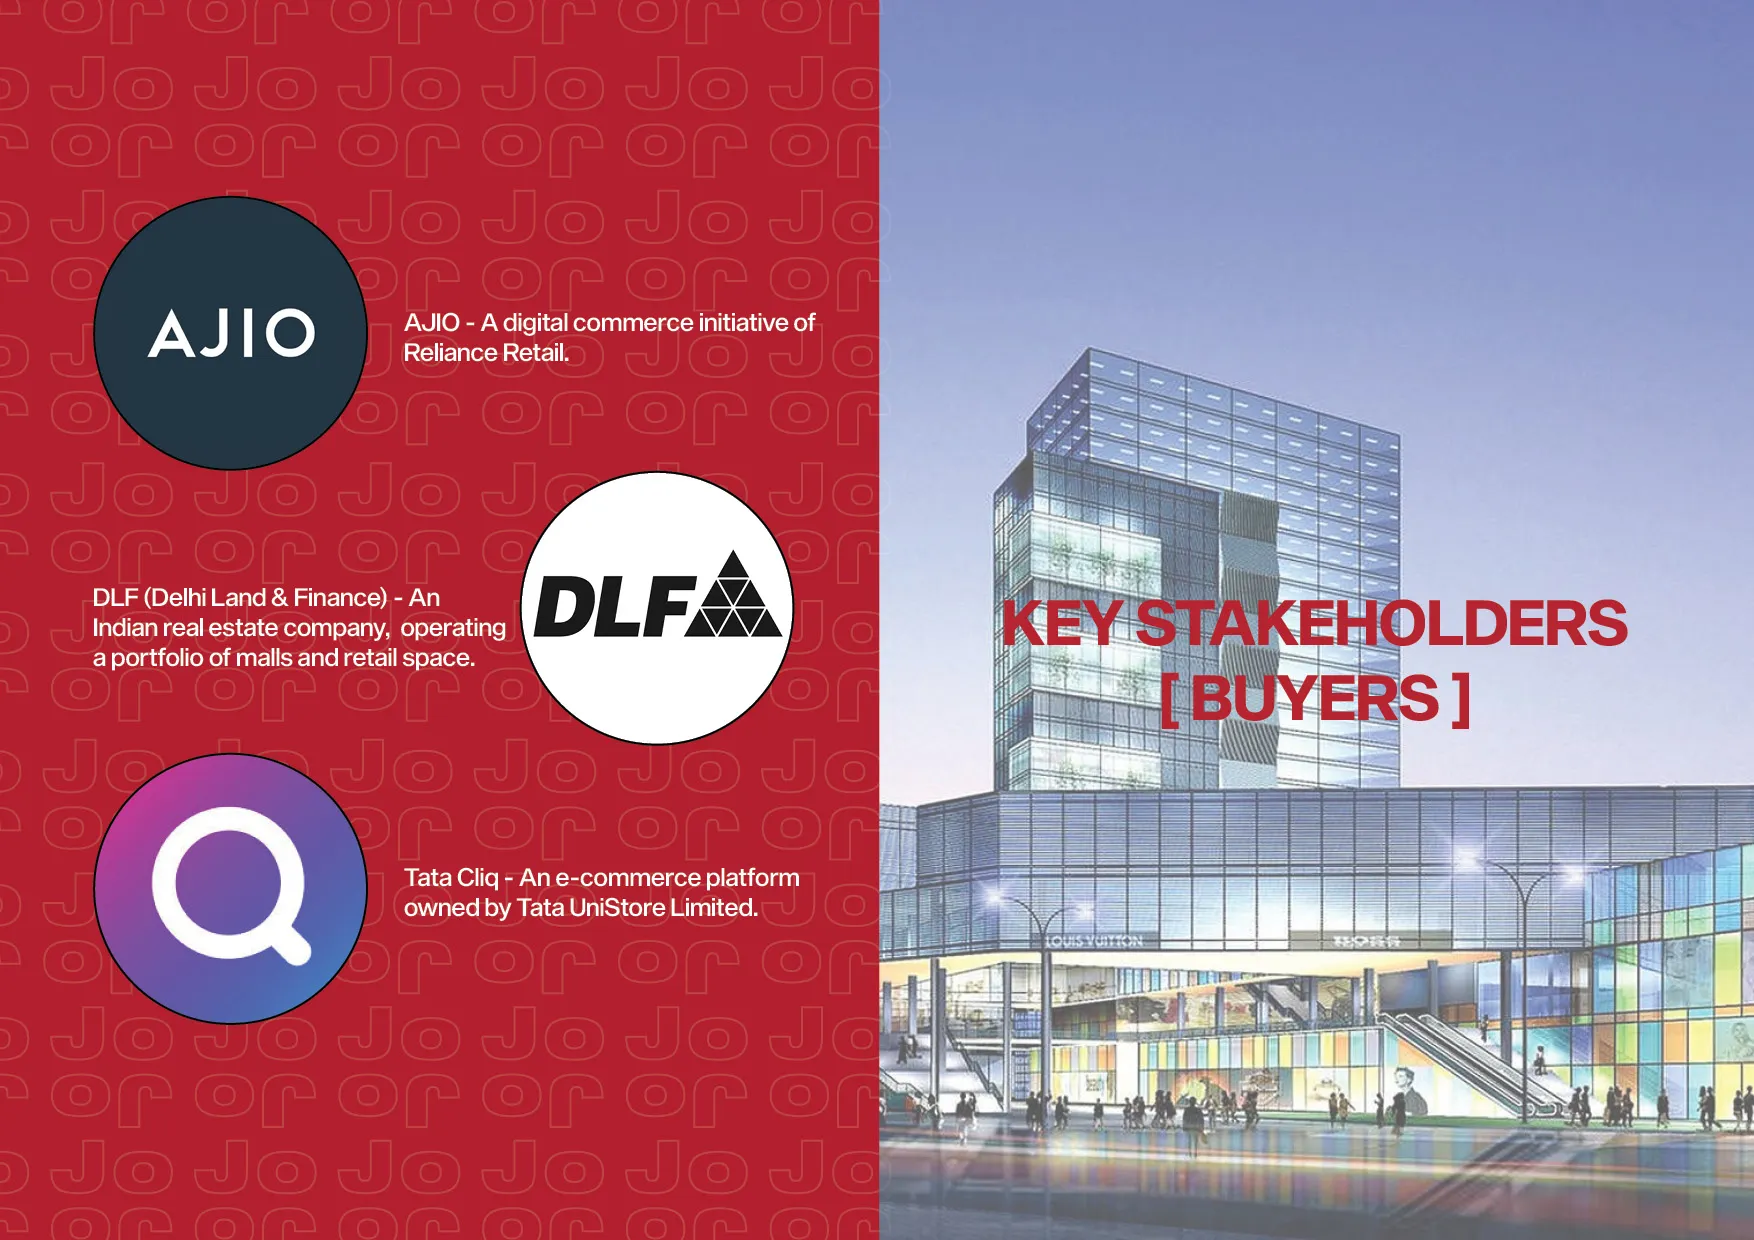 AJIO
AJIO - A digital commerce initiative of
Reliance Retail.
DLF (Delhi Land & Finance) - An
Indian real estate company,  operating
a portfolio of malls and retail space.
DLF
Tata Cliq - An e-commerce platform
owned by Tata UniStore Limited.
KEY STAKEHOLDERS
[ BUYERS ]
LOUIS VUITTON